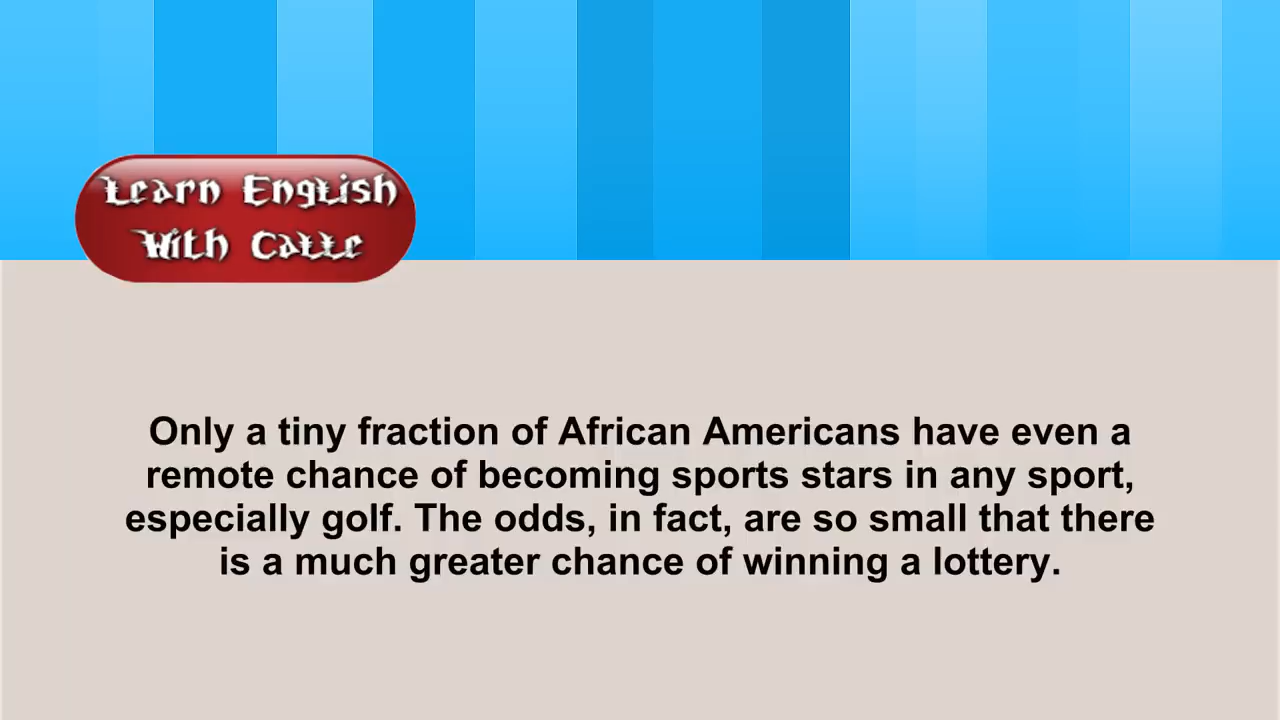 Learn English
With Calle
Only a tiny fraction of African Americans have even a
remote chance of becoming sports stars in any sport,
especially golf. The odds, in fact, are so small that there
is a much greater chance of winning a lottery.